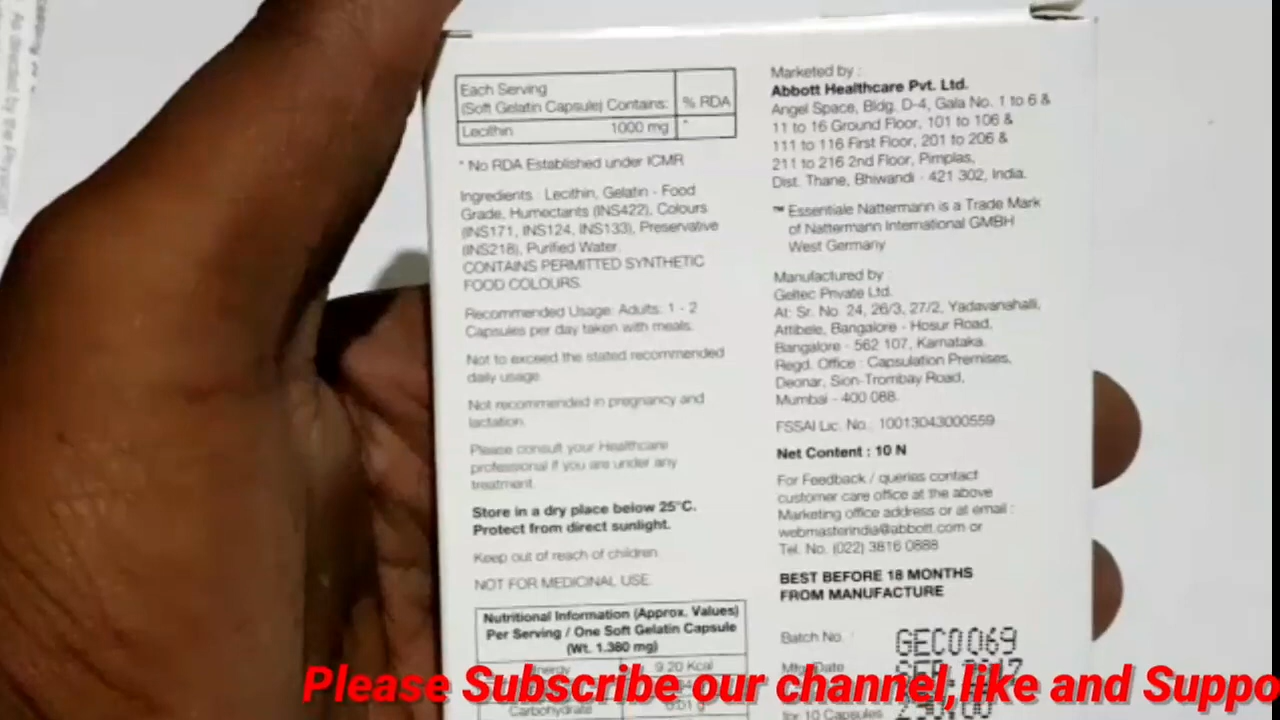 Each Serving
(Soft Gelatin Capsule) Contains: % RDA
Lecithin 1000 mg *
* No RDA Established under ICMR
Ingredients : Lecithin, Gelatin - Food
Grade, Humectants (INS422), Colours
(INS171, INS124, INS133), Preservative
(INS218), Purified Water.
CONTAINS PERMITTED SYNTHETIC
FOOD COLOURS.
Recommended Usage: Adults: 1 - 2
Capsules per day taken with meals.
Not to exceed the stated recommended
daily usage
Not recommended in pregnancy and
lactation.
Please consult your Healthcare
professional if you are under any
treatment.
Store in a dry place below 25°C.
Protect from direct sunlight.
Keep out of reach of children
NOT FOR MEDICINAL USE
Nutritional Information (Approx. Values)
Per Serving / One Soft Gelatin Capsule
(Wt. 1.380 mg)
9.20 Kcal
Carbohydrate 0.01 g
Marketed by :
Abbott Healthcare Pvt. Ltd.
Angel Space, Bldg. D-4, Gala No. 1 to 6 &
11 to 16 Ground Floor, 101 to 106 &
111 to 116 First Floor, 201 to 206 &
211 to 216 2nd Floor, Pimplas,
Dist. Thane, Bhiwandi - 421 302, India.
™ Essentiale Nattermann is a Trade Mark
of Nattermann International GMBH
West Germany
Manufactured by :
Geltec Private Ltd.
At: Sr. No. 24, 26/3, 27/2, Yadavanahalli,
Attibele, Bangalore - Hosur Road,
Bangalore - 562 107, Karnataka.
Regd. Office : Capsulation Premises,
Deonar, Sion-Trombay Road,
Mumbai - 400 088.
FSSAI Lic. No.: 10013043000559
Net Content : 10 N
For Feedback / queries contact
customer care office at the above
Marketing office address or at email :
webmasterindia@abbott.com or
Tel. No. (022) 3816 0888
BEST BEFORE 18 MONTHS
FROM MANUFACTURE
Batch No. : GEC0069
Mfg. Date
for 10 Capsules
Please Subscribe our channel,like and Suppo